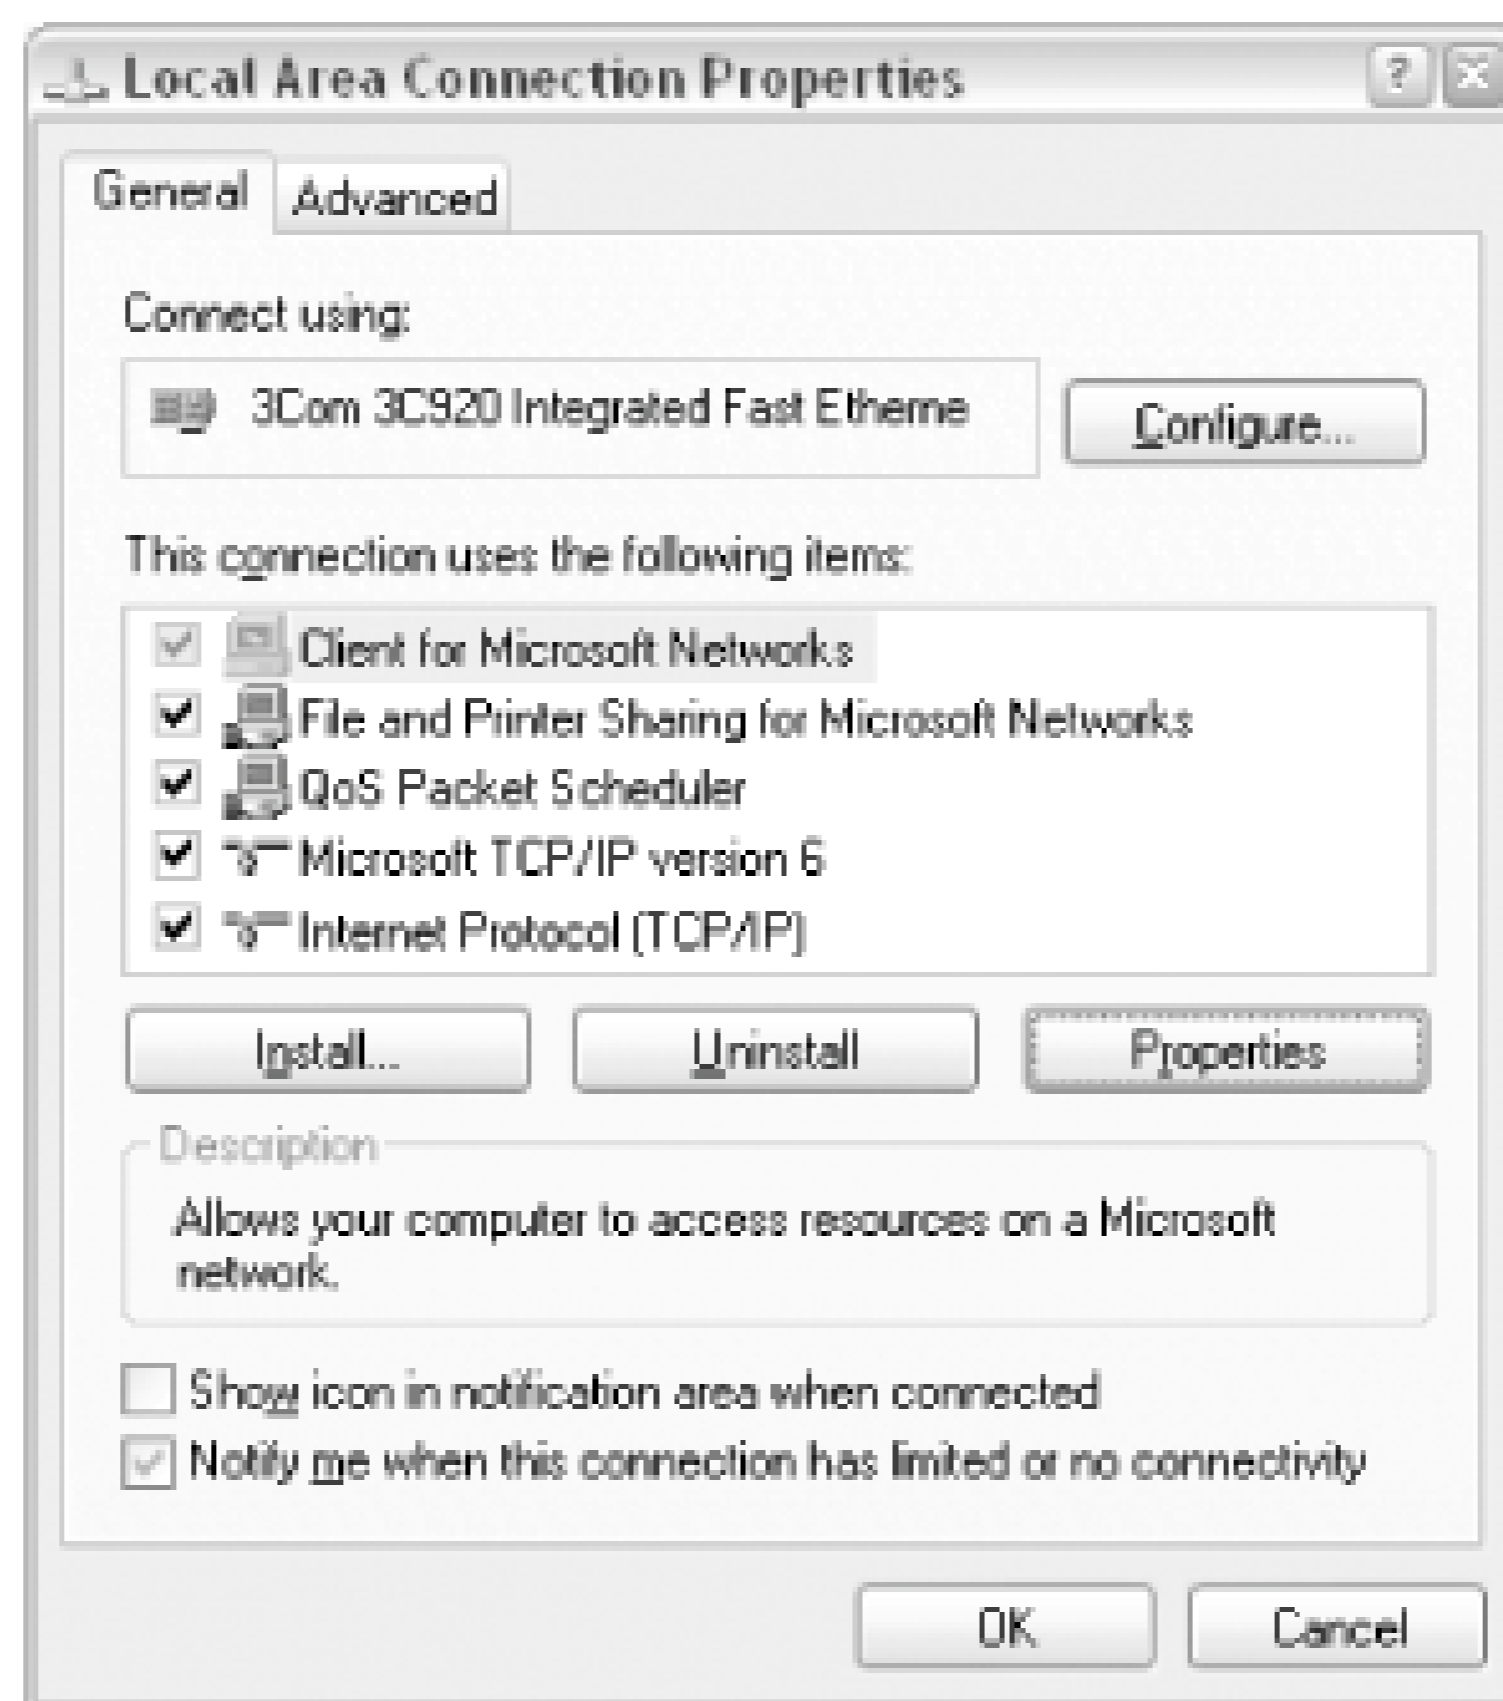 Local Area Connection Properties
General Advanced
Connect using:
3Com 3C920 Integrated Fast Etherne
Configure...
This connection uses the following items:
Client for Microsoft Networks
File and Printer Sharing for Microsoft Networks
QoS Packet Scheduler
Microsoft TCP/IP version 6
Internet Protocol (TCP/IP)
Install... Uninstall Properties
Description
Allows your computer to access resources on a Microsoft
network.
Show icon in notification area when connected
Notify me when this connection has limited or no connectivity
OK Cancel